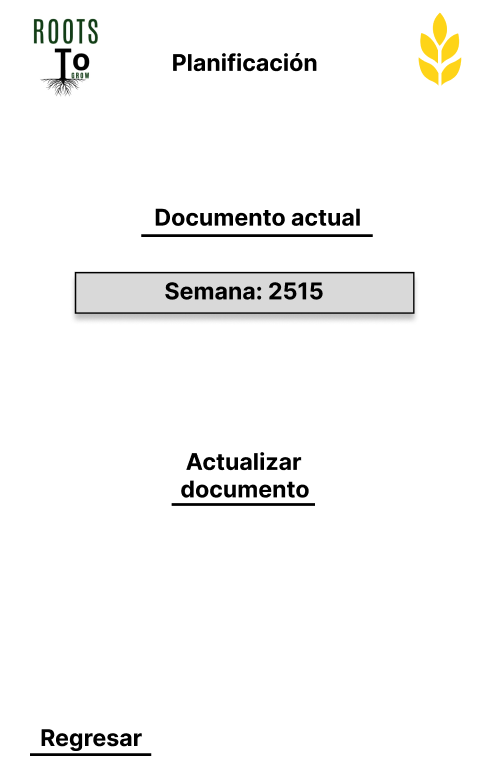 ROOTS
To
GROW
Planificación
Documento actual
Semana: 2515
Actualizar
documento
Regresar